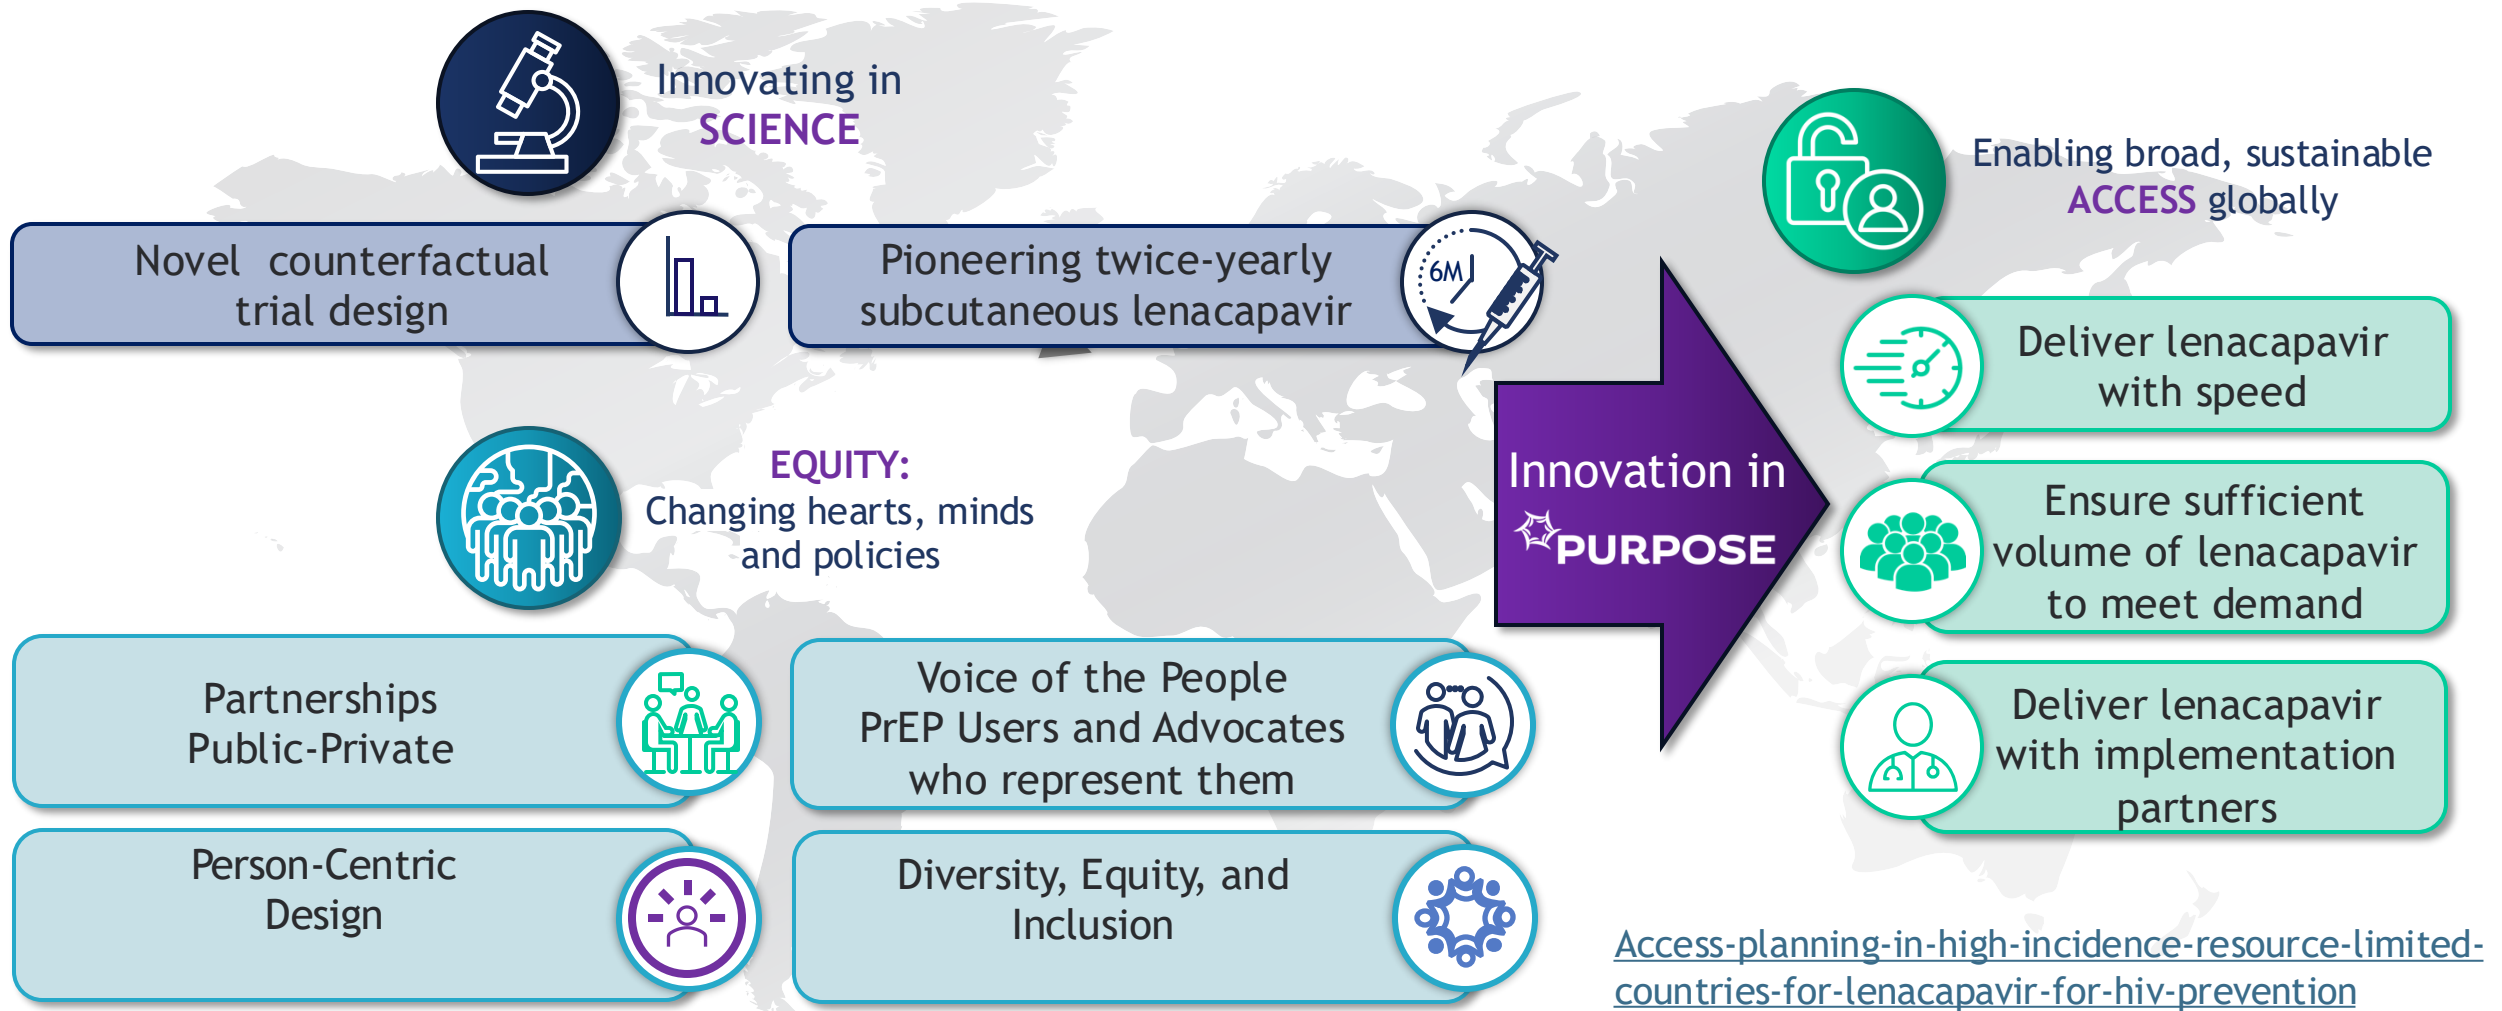 Innovating in
SCIENCE
Novel counterfactual
trial design
Pioneering twice-yearly
subcutaneous lenacapavir
6M
EQUITY:
Changing hearts, minds
and policies
Partnerships
Public-Private
Voice of the People
PrEP Users and Advocates
who represent them
Person-Centric
Design
Diversity, Equity, and
Inclusion
Innovation in
PURPOSE
Enabling broad, sustainable
ACCESS globally
Deliver lenacapavir
with speed
Ensure sufficient
volume of lenacapavir
to meet demand
Deliver lenacapavir
with implementation
partners
Access-planning-in-high-incidence-resource-limited-
countries-for-lenacapavir-for-hiv-prevention